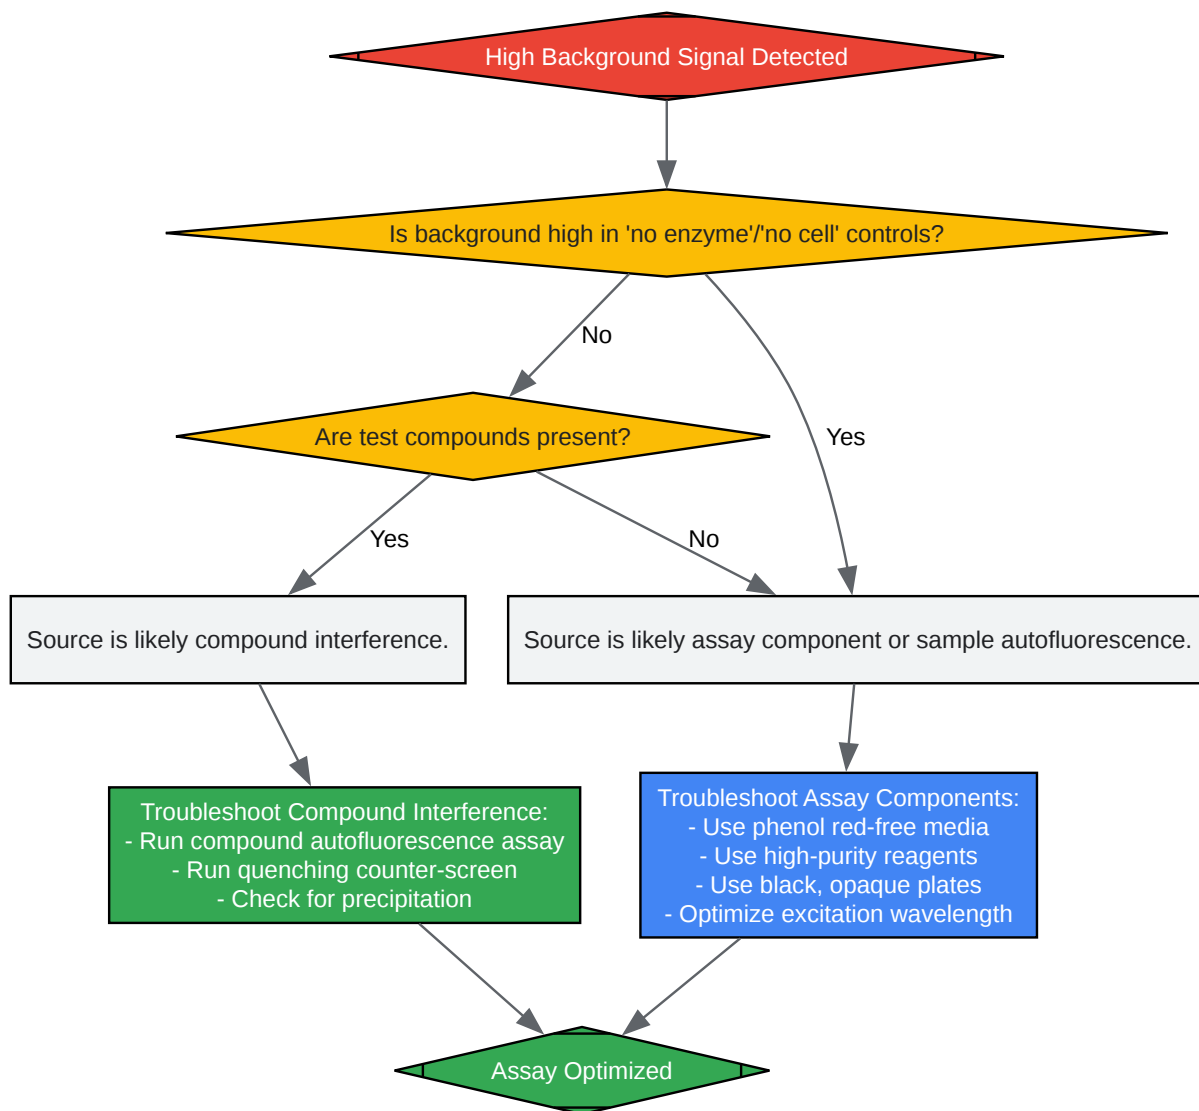 High Background Signal Detected
Is background high in 'no enzyme'/'no cell' controls?
No
Yes
Are test compounds present?
Yes
No
Source is likely compound interference.
Source is likely assay component or sample autofluorescence.
Troubleshoot Compound Interference:
- Run compound autofluorescence assay
- Run quenching counter-screen
- Check for precipitation
Troubleshoot Assay Components:
- Use phenol red-free media
- Use high-purity reagents
- Use black, opaque plates
- Optimize excitation wavelength
Assay Optimized